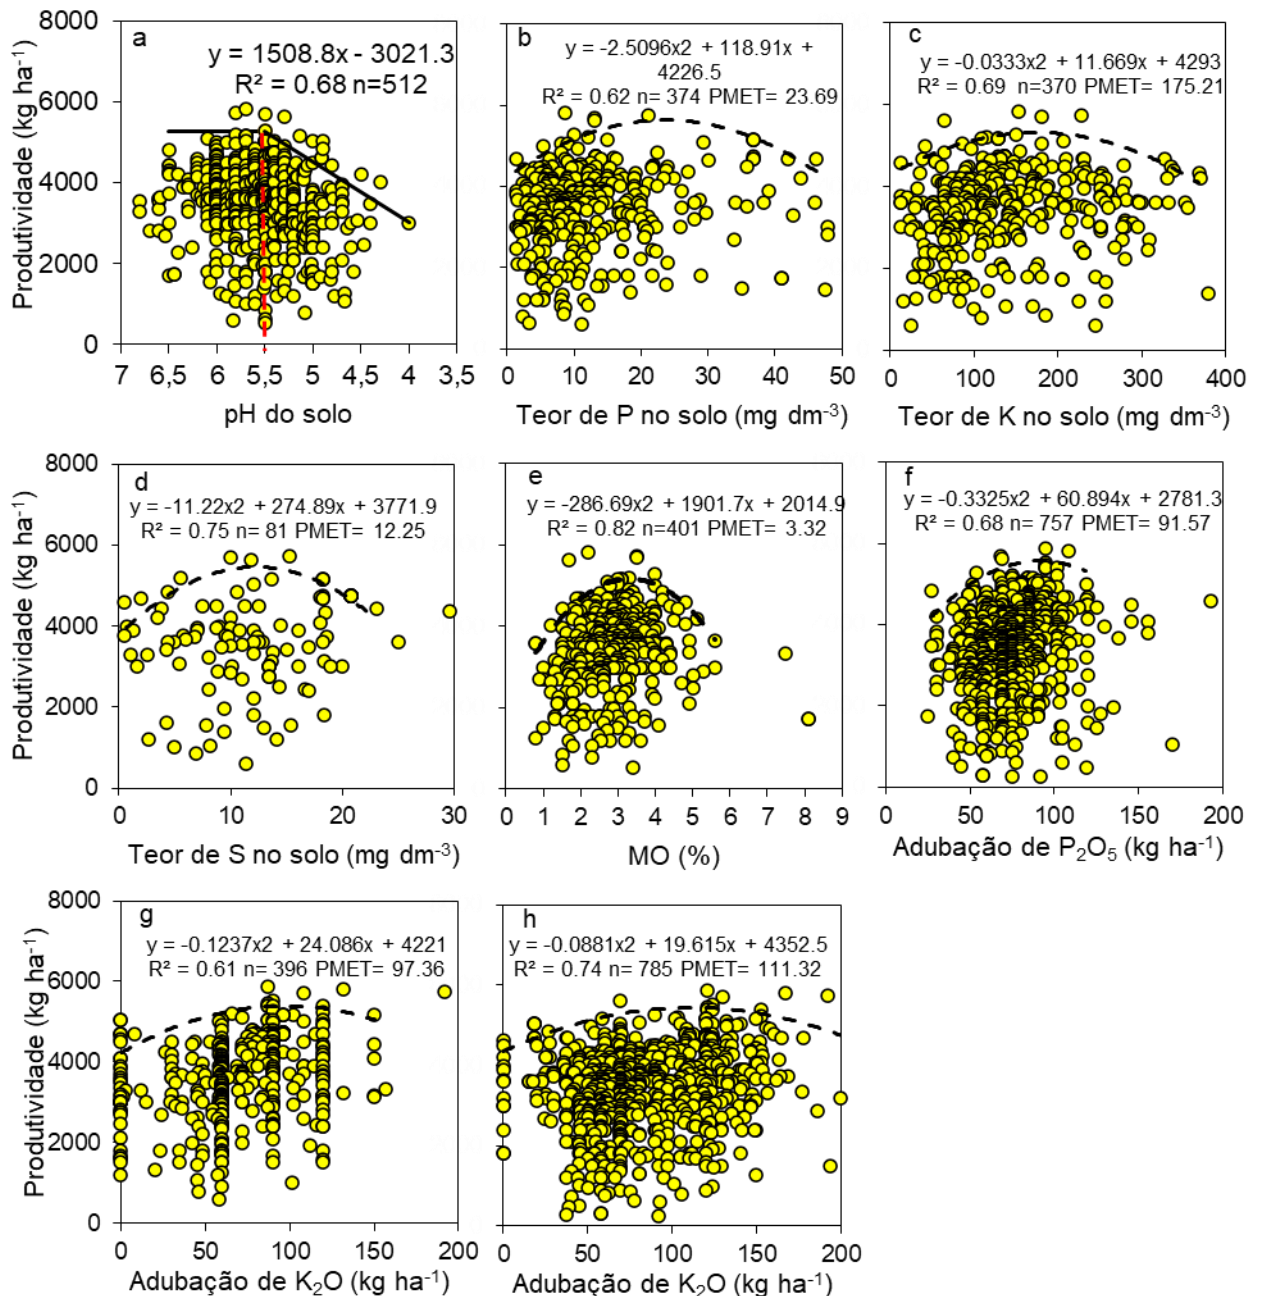 a
y = 1508.8x - 3021.3
R² = 0.68 n=512
Produtividade (kg ha⁻¹)
8000
6000
4000
2000
0
7 6,5 6 5,5 5 4,5 4 3,5
pH do solo
b
y = -2.5096x2 + 118.91x +
4226.5
R² = 0.62 n= 374 PMET= 23.69
0 10 20 30 40 50
Teor de P no solo (mg dm⁻³)
c
y = -0.0333x2 + 11.669x + 4293
R² = 0.69 n=370 PMET= 175.21
0 100 200 300 400
Teor de K no solo (mg dm⁻³)
d
y = -11.22x2 + 274.89x + 3771.9
R² = 0.75 n= 81 PMET= 12.25
Produtividade (kg ha⁻¹)
8000
6000
4000
2000
0
0 10 20 30
Teor de S no solo (mg dm⁻³)
e
y = -286.69x2 + 1901.7x + 2014.9
R² = 0.82 n=401 PMET= 3.32
0 1 2 3 4 5 6 7 8 9
MO (%)
f
y = -0.3325x2 + 60.894x + 2781.3
R² = 0.68 n= 757 PMET= 91.57
0 50 100 150 200
Adubação de P₂O₅ (kg ha⁻¹)
g
y = -0.1237x2 + 24.086x + 4221
R² = 0.61 n= 396 PMET= 97.36
Produtividade (kg ha⁻¹)
8000
6000
4000
2000
0
0 50 100 150 200
Adubação de K₂O (kg ha⁻¹)
h
y = -0.0881x2 + 19.615x + 4352.5
R² = 0.74 n= 785 PMET= 111.32
0 50 100 150 200
Adubação de K₂O (kg ha⁻¹)